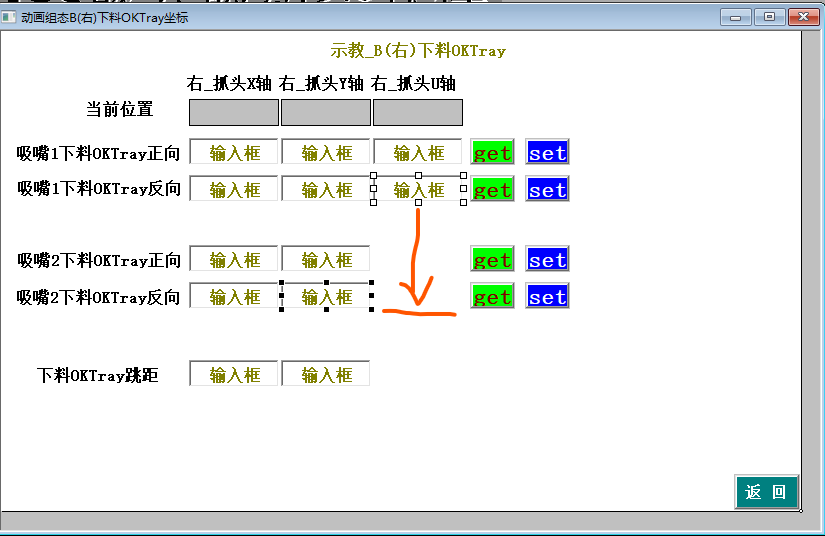 动画组态B(右)下料OKTray坐标
示教_B(右)下料OKTray
右_抓头X轴 右_抓头Y轴 右_抓头U轴
当前位置
吸嘴1下料OKTray正向 输入框 输入框 输入框 get set
吸嘴1下料OKTray反向 输入框 输入框 输入框 get set
吸嘴2下料OKTray正向 输入框 输入框 get set
吸嘴2下料OKTray反向 输入框 输入框 get set
下料OKTray跳距 输入框 输入框
返 回